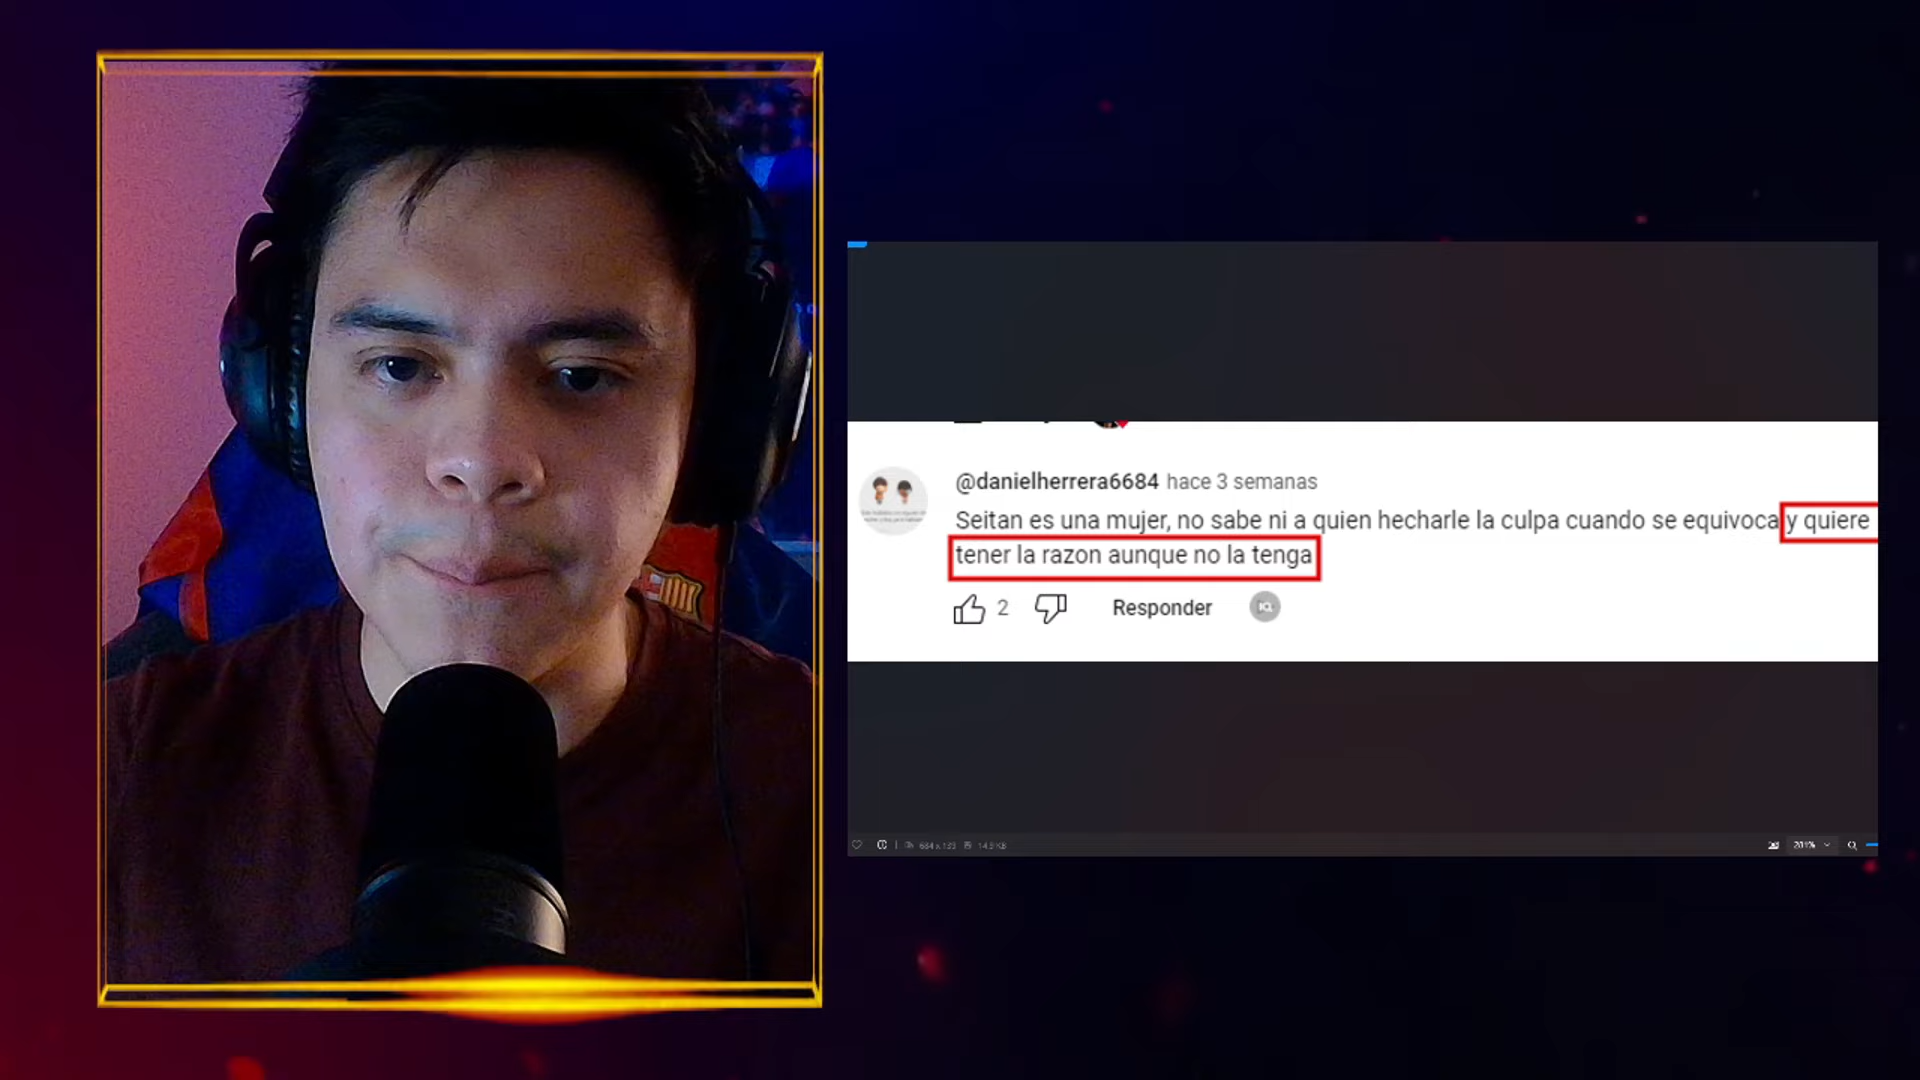 @danielherrera6684 hace 3 semanas
Seitan es una mujer, no sabe ni a quien hecharle la culpa cuando se equivoca y quiere
tener la razon aunque no la tenga
2 Responder